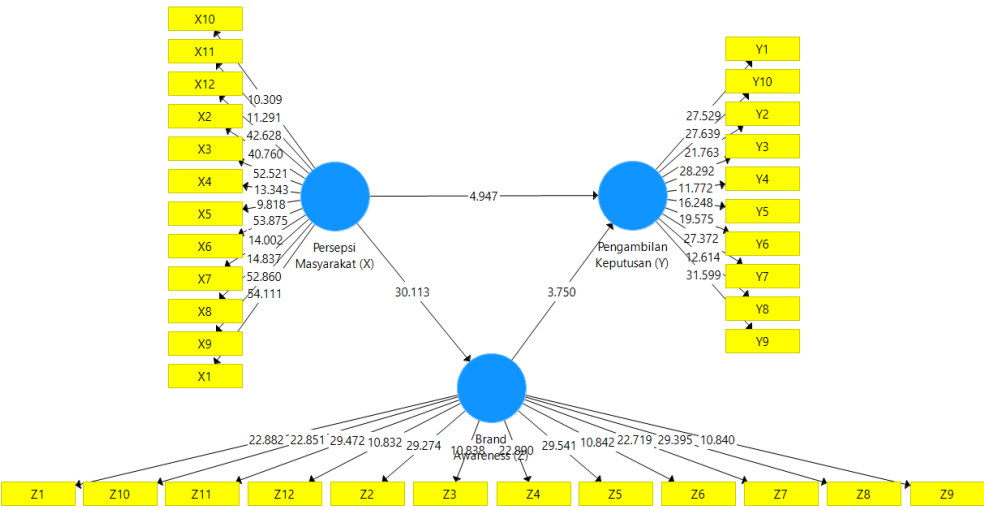 X10
X11
X12
X2
X3
X4
X5
X6
X7
X8
X9
X1
10.309
11.291
42.628
40.760
52.521
13.343
9.818
53.875
14.002
14.837
52.860
54.111
Persepsi
Masyarakat (X)
4.947
30.113
3.750
Pengambilan
Keputusan (Y)
27.529
27.639
21.763
28.292
11.772
16.248
19.575
27.372
12.614
31.599
Y1
Y10
Y2
Y3
Y4
Y5
Y6
Y7
Y8
Y9
Brand
Awareness (Z)
22.882
22.851
29.472
10.832
29.274
10.838
22.890
29.541
10.842
22.719
29.395
10.840
Z1
Z10
Z11
Z12
Z2
Z3
Z4
Z5
Z6
Z7
Z8
Z9